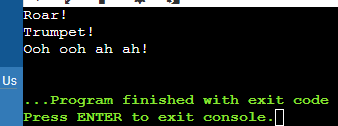 Roar!
Trumpet!
Ooh ooh ah ah!
Us
...Program finished with exit code
Press ENTER to exit console.